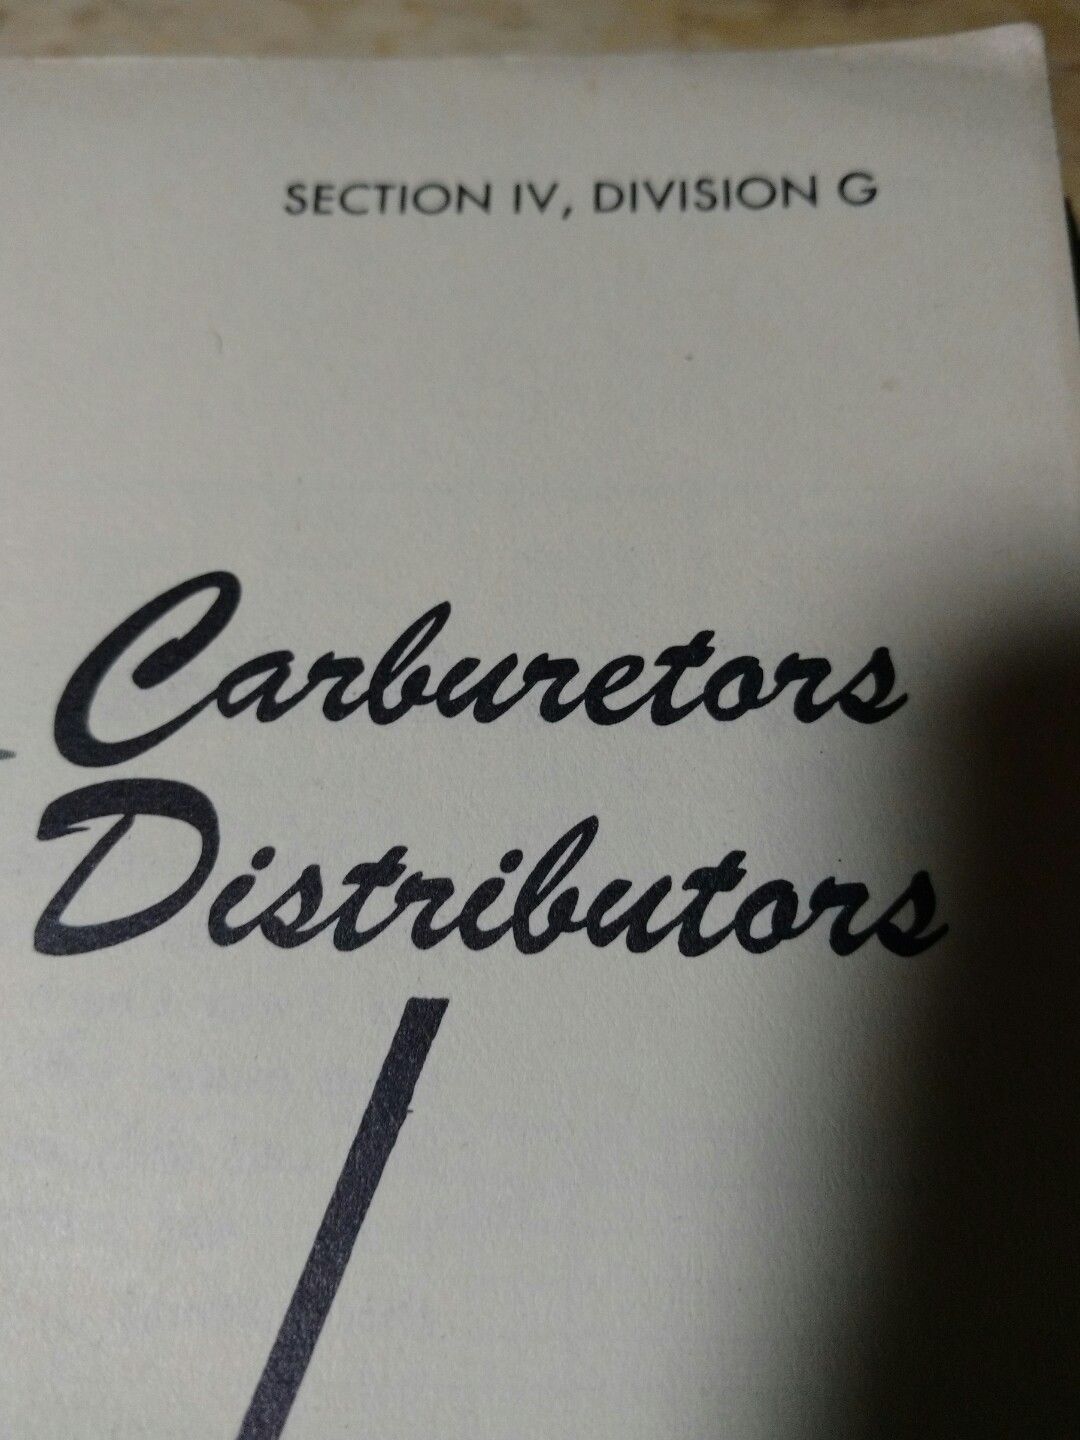 SECTION IV, DIVISION G
Carburetors
Distributors